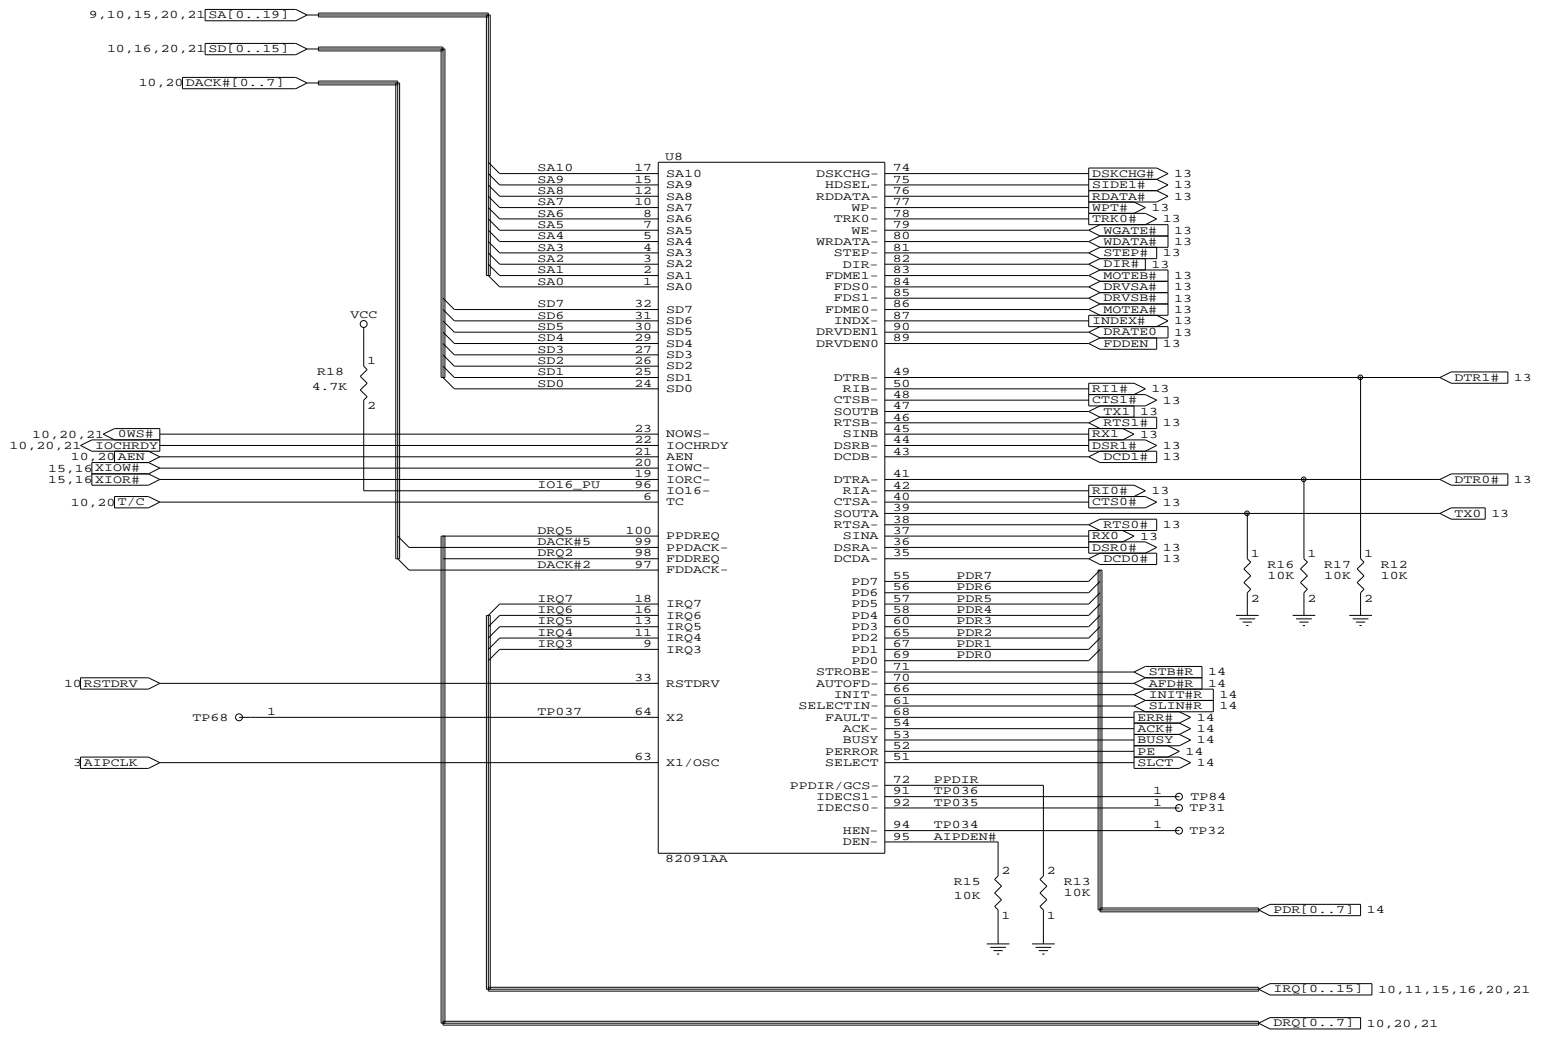 9,10,15,20,21 SA[0..19]
10,16,20,21 SD[0..15]
10,20 DACK#[0..7]
U8
SA10 17 SA10
SA9 15 SA9
SA8 12 SA8
SA7 10 SA7
SA6 8 SA6
SA5 7 SA5
SA4 5 SA4
SA3 4 SA3
SA2 3 SA2
SA1 2 SA1
SA0 1 SA0
SD7 32 SD7
SD6 31 SD6
SD5 30 SD5
SD4 29 SD4
SD3 27 SD3
SD2 26 SD2
SD1 25 SD1
SD0 24 SD0
VCC
1
R18
4.7K
2
10,20,21 0WS# 23 NOWS-
10,20,21 IOCHRDY 22 IOCHRDY
10,20 AEN 21 AEN
15,16 XIOW# 20 IOWC-
15,16 XIOR# 19 IORC-
IO16_PU 96 IO16-
10,20 T/C 6 TC
DRQ5 100 PPDREQ
DACK#5 99 PPDACK-
DRQ2 98 FDDREQ
DACK#2 97 FDDACK-
IRQ7 18 IRQ7
IRQ6 16 IRQ6
IRQ5 13 IRQ5
IRQ4 11 IRQ4
IRQ3 9 IRQ3
10 RSTDRV 33 RSTDRV
TP68 1 TP037 64 X2
3 AIPCLK 63 X1/OSC
DSKCHG- 74 DSKCHG# 13
HDSEL- 75 SIDE1# 13
RDDATA- 76 RDATA# 13
WP- 77 WPT# 13
TRK0- 78 TRK0# 13
WE- 79 WGATE# 13
WRDATA- 80 WDATA# 13
STEP- 81 STEP# 13
DIR- 82 DIR# 13
FDME1- 83 MOTEB# 13
FDS0- 84 DRVSA# 13
FDS1- 85 DRVSB# 13
FDME0- 86 MOTEA# 13
INDX- 87 INDEX# 13
DRVDEN1 90 DRATE0 13
DRVDEN0 89 FDDEN 13
DTRB- 49 DTR1# 13
RIB- 50 RI1# 13
CTSB- 48 CTS1# 13
SOUTB 47 TX1 13
RTSB- 46 RTS1# 13
SINB 45 RX1 13
DSRB- 44 DSR1# 13
DCDB- 43 DCD1# 13
DTRA- 41 DTR0# 13
RIA- 42 RI0# 13
CTSA- 40 CTS0# 13
SOUTA 39 TX0 13
RTSA- 38 RTS0# 13
SINA 37 RX0 13
DSRA- 36 DSR0# 13
DCDA- 35 DCD0# 13
1 1 1
R16 R17 R12
10K 10K 10K
2 2 2
PD7 55 PDR7
PD6 56 PDR6
PD5 57 PDR5
PD4 58 PDR4
PD3 60 PDR3
PD2 65 PDR2
PD1 67 PDR1
PD0 69 PDR0
STROBE- 71 STB#R 14
AUTOFD- 70 AFD#R 14
INIT- 66 INIT#R 14
SELECTIN- 61 SLIN#R 14
FAULT- 68 ERR# 14
ACK- 54 ACK# 14
BUSY 53 BUSY 14
PERROR 52 PE 14
SELECT 51 SLCT 14
PPDIR/GCS- 72 PPDIR
IDECS1- 91 TP036 1 TP84
IDECS0- 92 TP035 1 TP31
HEN- 94 TP034 1 TP32
DEN- 95 AIPDEN#
82091AA
2 2
R15 R13
10K 10K
1 1
PDR[0..7] 14
IRQ[0..15] 10,11,15,16,20,21
DRQ[0..7] 10,20,21